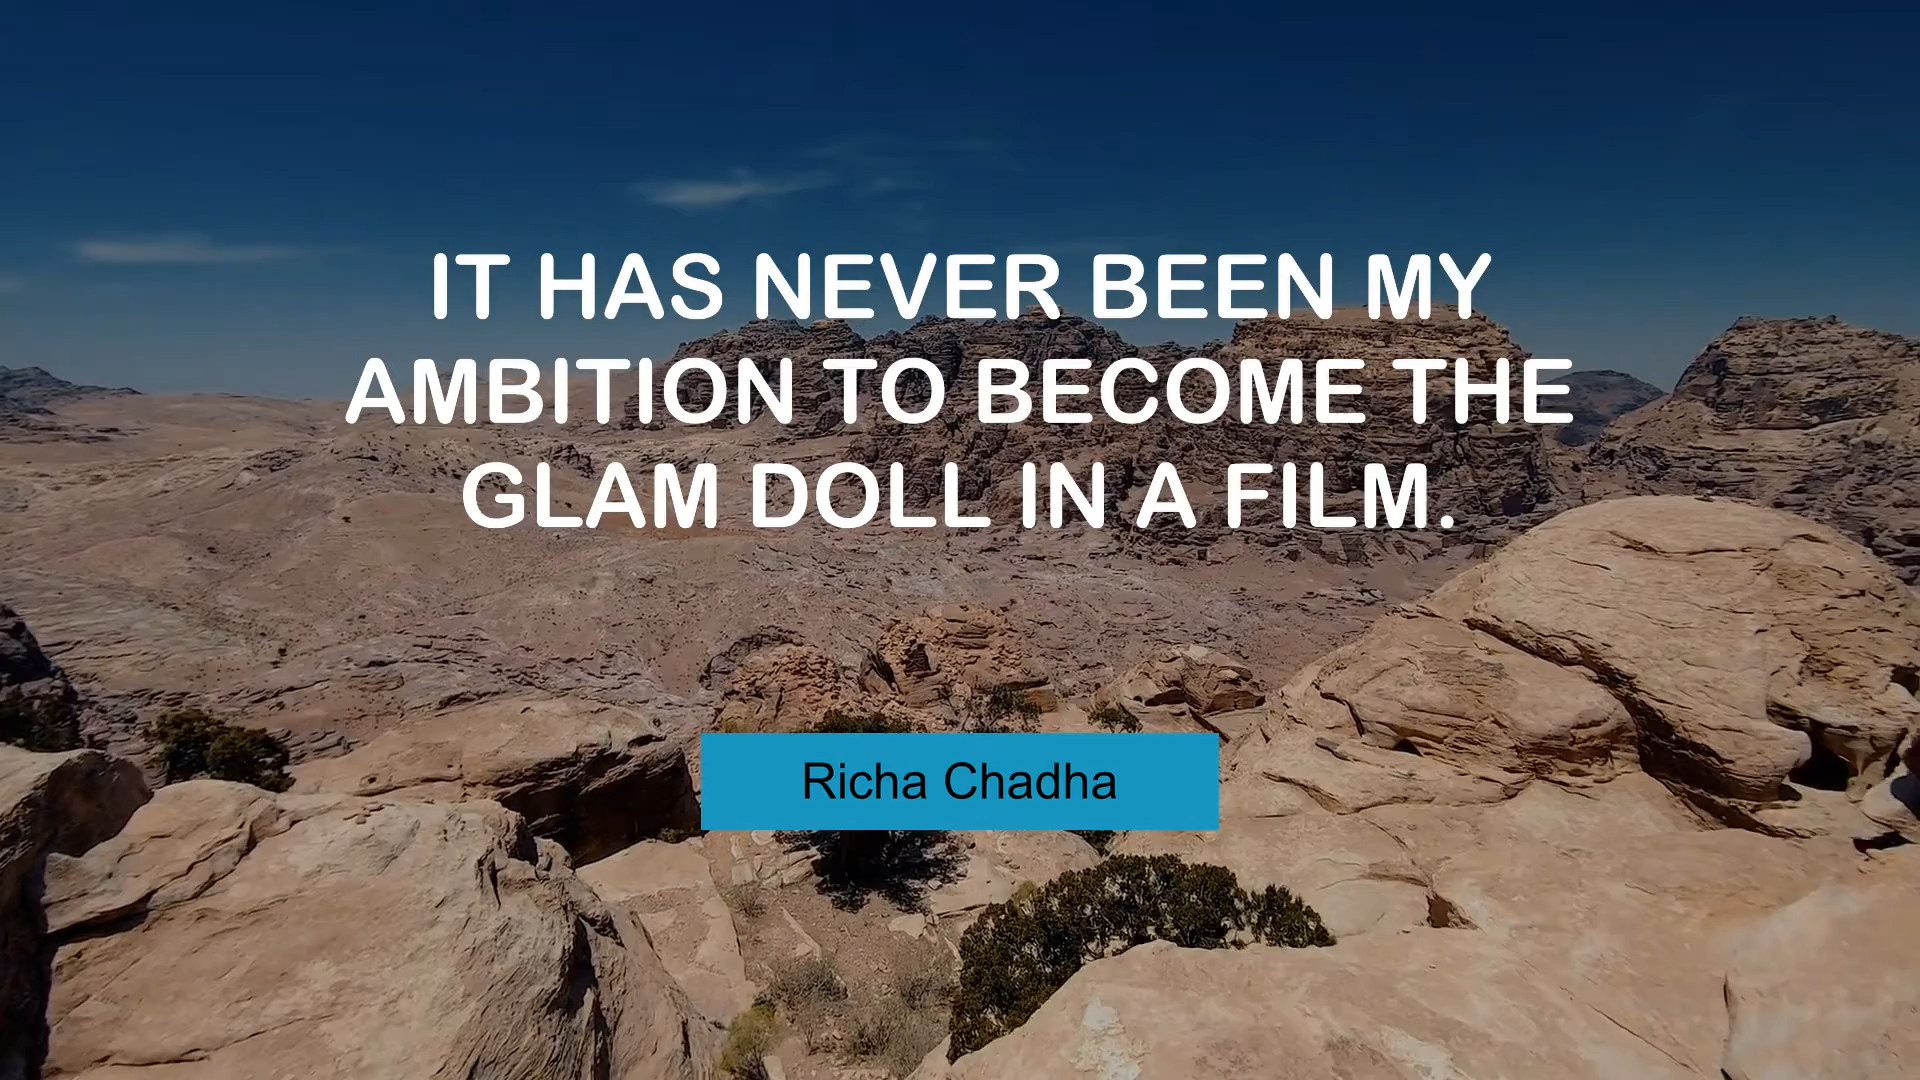 IT HAS NEVER BEEN MY
AMBITION TO BECOME THE
GLAM DOLL IN A FILM.
Richa Chadha